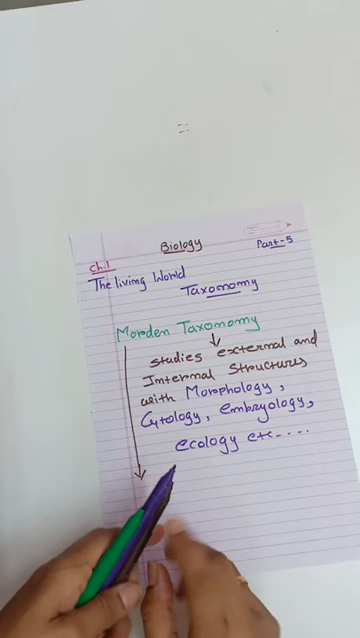 Biology
Part-5
Ch:1
The living World
Taxonomy
Morden Taxonomy
studies external and
Internal Structures
with Morphology,
Cytology, embryology,
ecology etc....